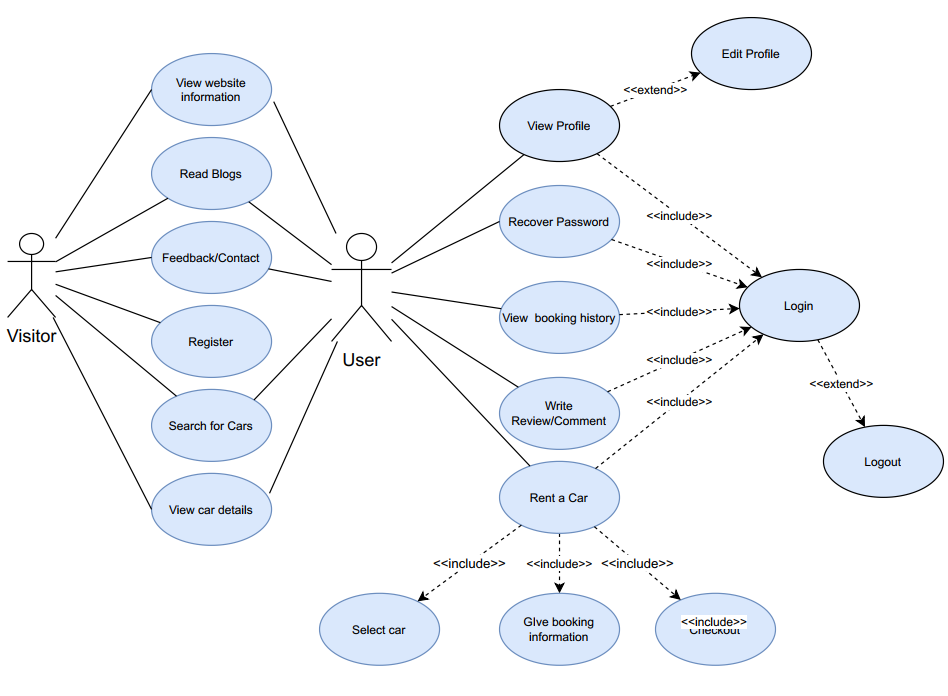 Edit Profile
View website
information
<<extend>>
View Profile
Read Blogs
<<include>>
Recover Password
Feedback/Contact
<<include>>
Login
View  booking history
<<include>>
Visitor
Register
User
<<include>>
<<extend>>
Write
Review/Comment
<<include>>
Search for Cars
Logout
Rent a Car
View car details
<<include>>
<<include>>
<<include>>
Select car
GIve booking
information
<<include>>
Checkout